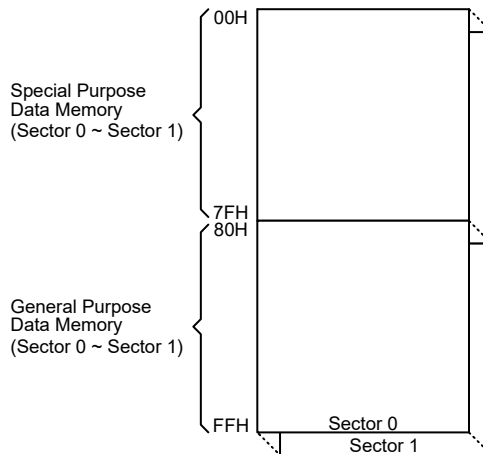 00H
Special Purpose
Data Memory
(Sector 0 ~ Sector 1)
7FH
80H
General Purpose
Data Memory
(Sector 0 ~ Sector 1)
FFH
Sector 0
Sector 1